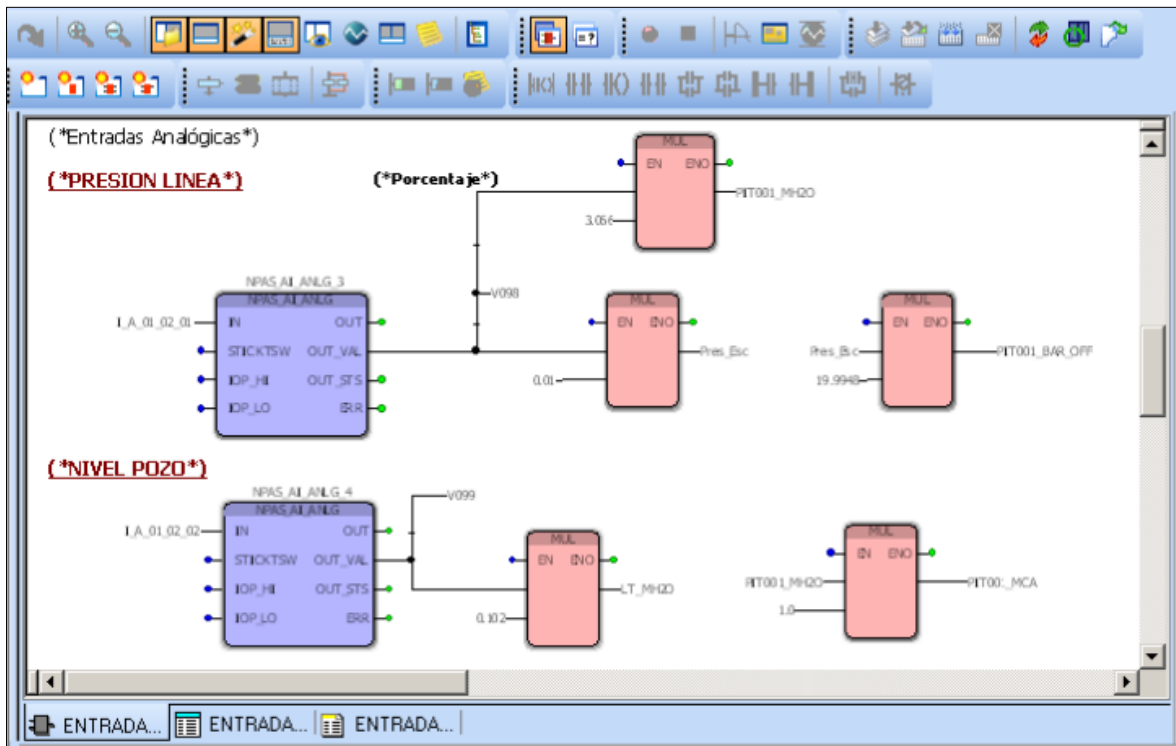 (*Entradas Analógicas*)
MUL
EN ENO
(*PRESION LINEA*)
(*Porcentaje*)
PIT001_MH2O
3.056
NPAS_AI_ANLG_3
NPAS_AI_ANLG
V098
MUL
MUL
I_A_01_02_01
IN OUT
EN ENO
EN ENO
STICKTSW OUT_VAL
Pres_Esc
Pres_Esc
PIT001_BAR_OFF
IOP_HI OUT_STS
0.01
19.9948
IOP_LO ERR
(*NIVEL POZO*)
NPAS_AI_ANLG_4
V099
NPAS_AI_ANLG
I_A_01_02_02
IN OUT
MUL
MUL
STICKTSW OUT_VAL
EN ENO
EN ENO
IOP_HI OUT_STS
LT_MH2O
PIT001_MH2O
IOP_LO ERR
0.102
1.0
ENTRADA...
ENTRADA...
ENTRADA...